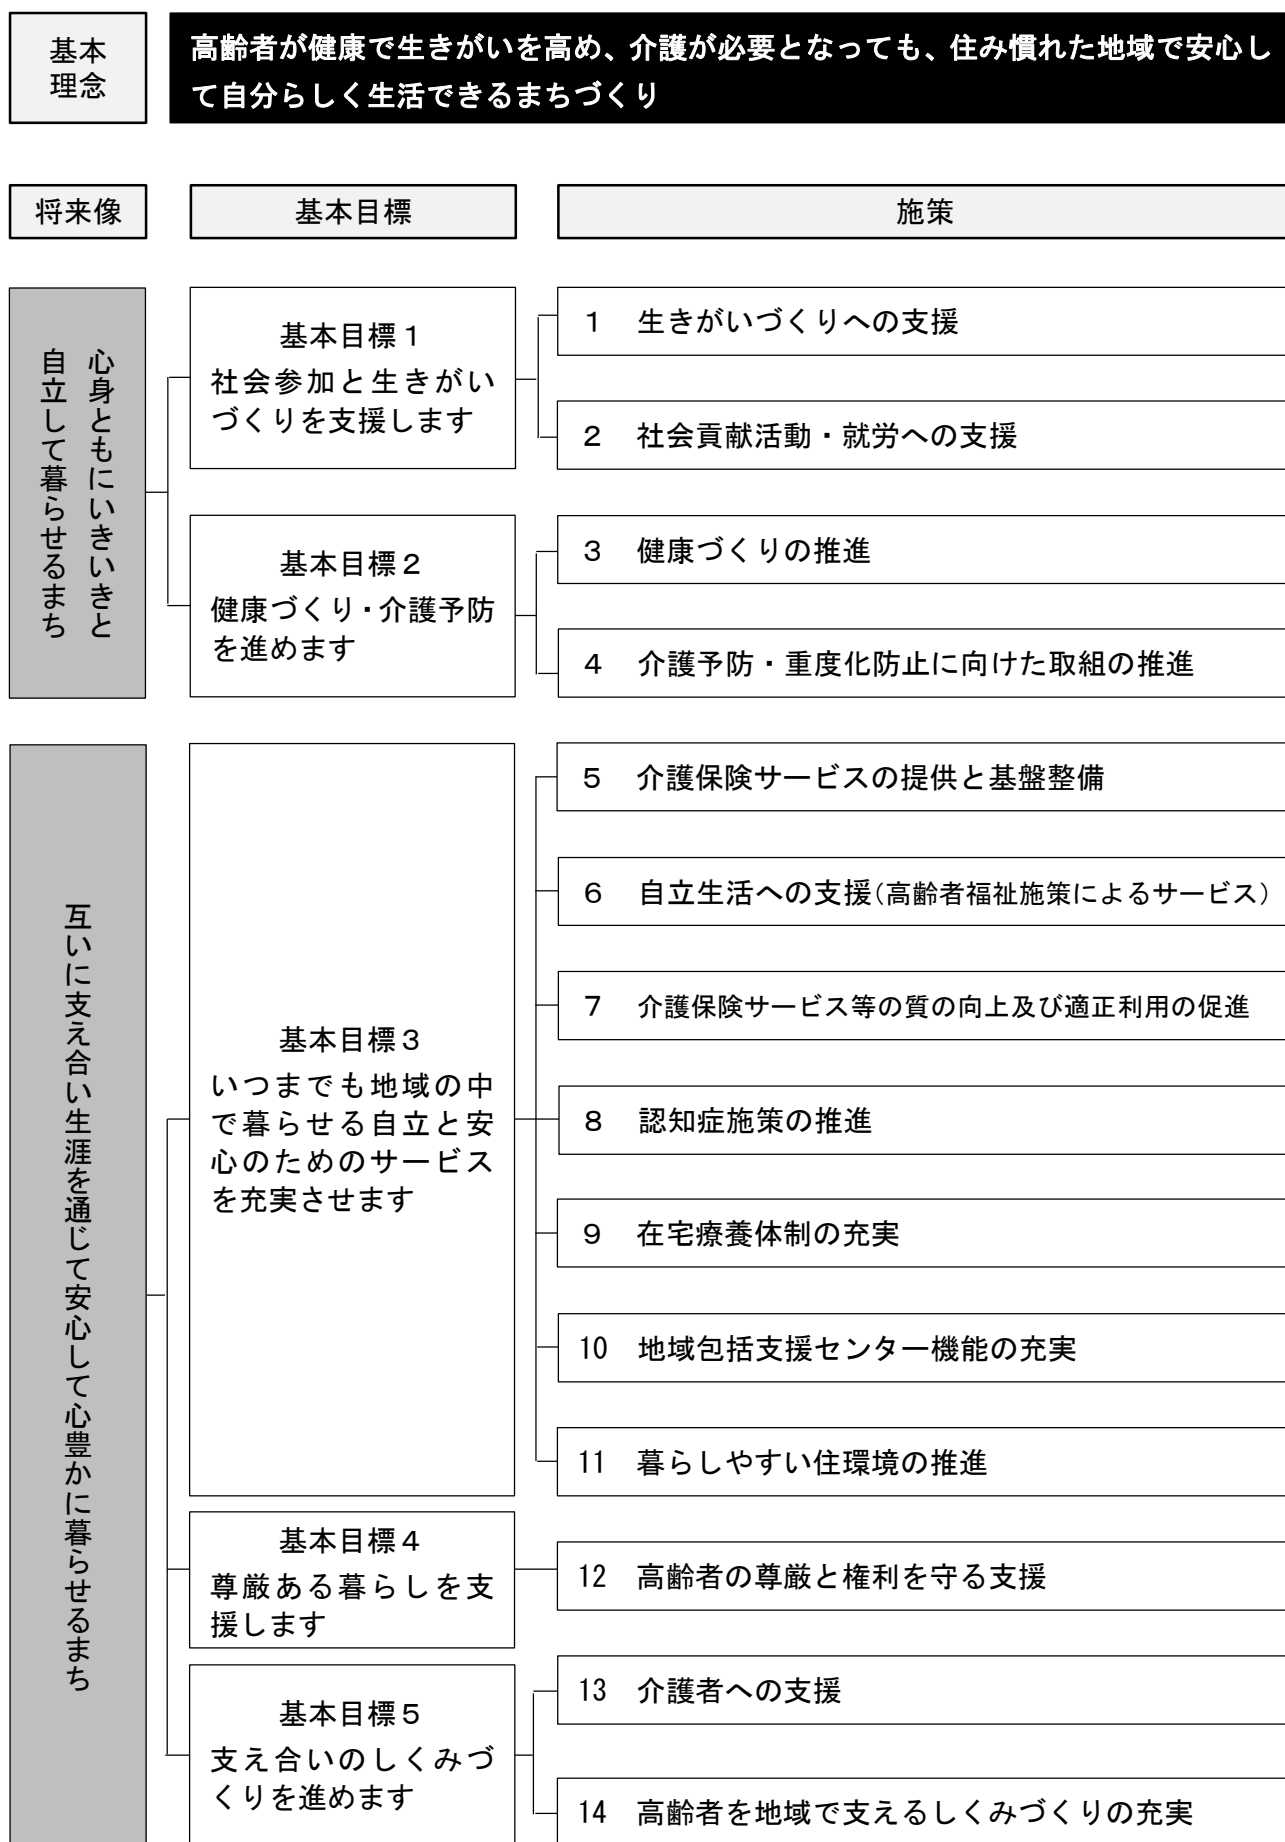 基本
理念
高齢者が健康で生きがいを高め、介護が必要となっても、住み慣れた地域で安心し
て自分らしく生活できるまちづくり
将来像
基本目標
施策
心身ともにいきいきと
自立して暮らせるまち
基本目標１
社会参加と生きがい
づくりを支援します
１　生きがいづくりへの支援
２　社会貢献活動・就労への支援
基本目標２
健康づくり・介護予防
を進めます
３　健康づくりの推進
４　介護予防・重度化防止に向けた取組の推進
互いに支え合い生涯を通じて安心して心豊かに暮らせるまち
基本目標３
いつまでも地域の中
で暮らせる自立と安
心のためのサービス
を充実させます
５　介護保険サービスの提供と基盤整備
６　自立生活への支援（高齢者福祉施策によるサービス）
７　介護保険サービス等の質の向上及び適正利用の促進
８　認知症施策の推進
９　在宅療養体制の充実
10　地域包括支援センター機能の充実
11　暮らしやすい住環境の推進
基本目標４
尊厳ある暮らしを支
援します
12　高齢者の尊厳と権利を守る支援
基本目標５
支え合いのしくみづ
くりを進めます
13　介護者への支援
14　高齢者を地域で支えるしくみづくりの充実